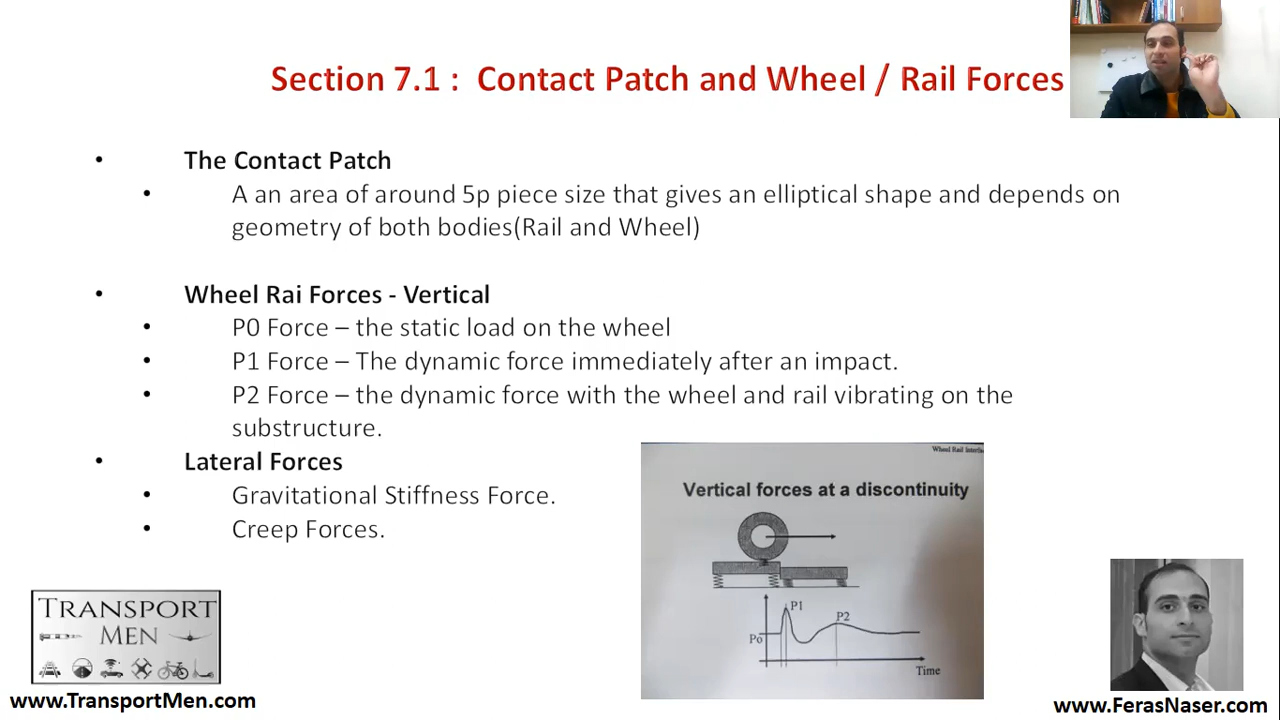 Section 7.1 : Contact Patch and Wheel / Rail Forces
• The Contact Patch
• A an area of around 5p piece size that gives an elliptical shape and depends on
geometry of both bodies(Rail and Wheel)
• Wheel Rai Forces - Vertical
• P0 Force – the static load on the wheel
• P1 Force – The dynamic force immediately after an impact.
• P2 Force – the dynamic force with the wheel and rail vibrating on the
substructure.
• Lateral Forces
• Gravitational Stiffness Force.
• Creep Forces.
Wheel Rail
Vertical forces at a discontinuity
P1
P2
Po
Time
TRANSPORT
MEN
www.TransportMen.com
www.FerasNaser.com